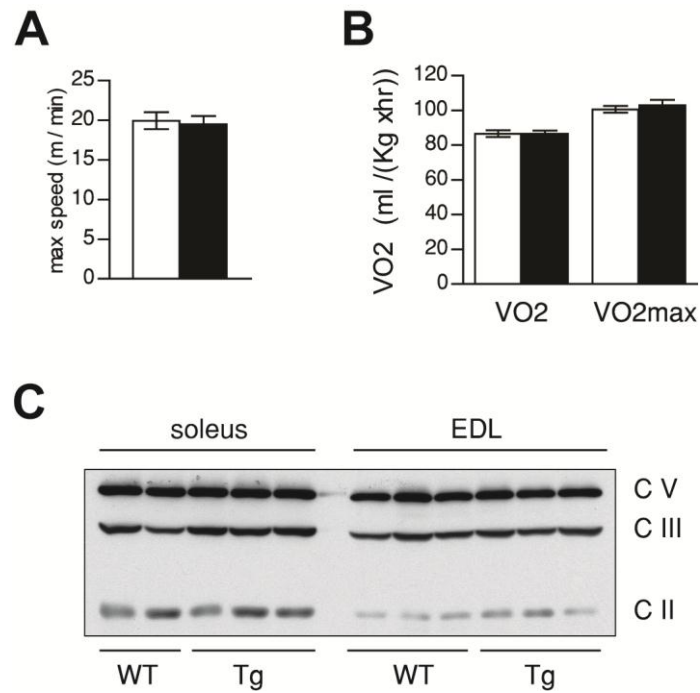 A
max speed (m / min)
25
20
15
10
5
0
B
VO2 (ml /(Kg xhr))
120
100
80
60
40
20
0
VO2 VO2max
C
soleus EDL
C V
C III
C II
WT Tg WT Tg